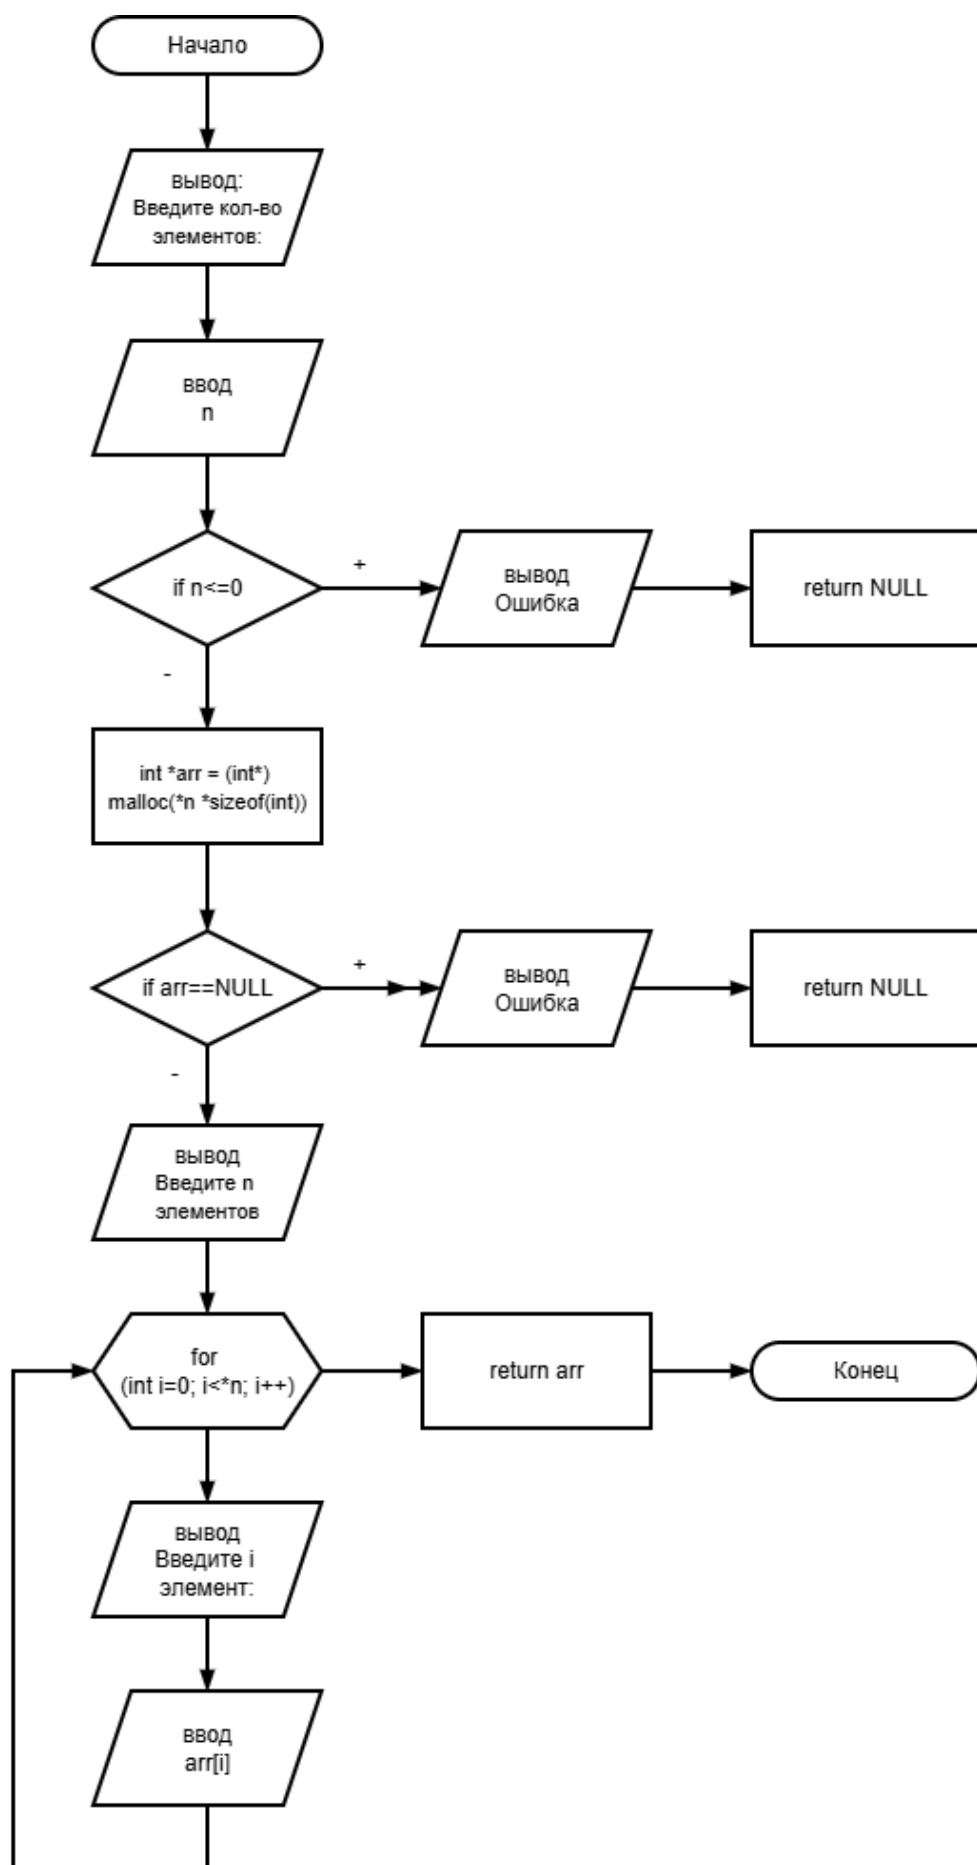 Начало
вывод:
Введите кол-во
элементов:
ввод
n
if n<=0
+
вывод
Ошибка
return NULL
-
int *arr = (int*)
malloc(*n *sizeof(int))
if arr==NULL
+
вывод
Ошибка
return NULL
-
вывод
Введите n
элементов
for
(int i=0; i<*n; i++)
return arr
Конец
вывод
Введите i
элемент:
ввод
arr[i]